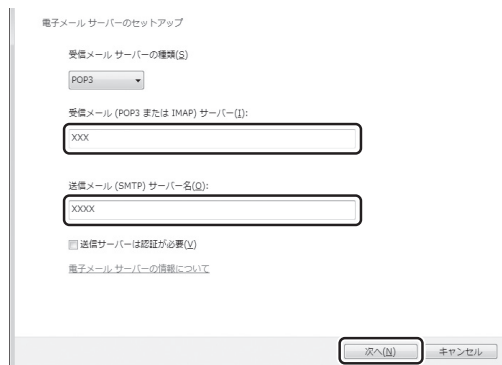 電子メール サーバーのセットアップ
受信メール サーバーの種類(S)
POP3
受信メール (POP3 または IMAP) サーバー(I):
XXX
送信メール (SMTP) サーバー名(O):
XXXX
送信サーバーは認証が必要(V)
電子メール サーバーの情報について
次へ(N) キャンセル